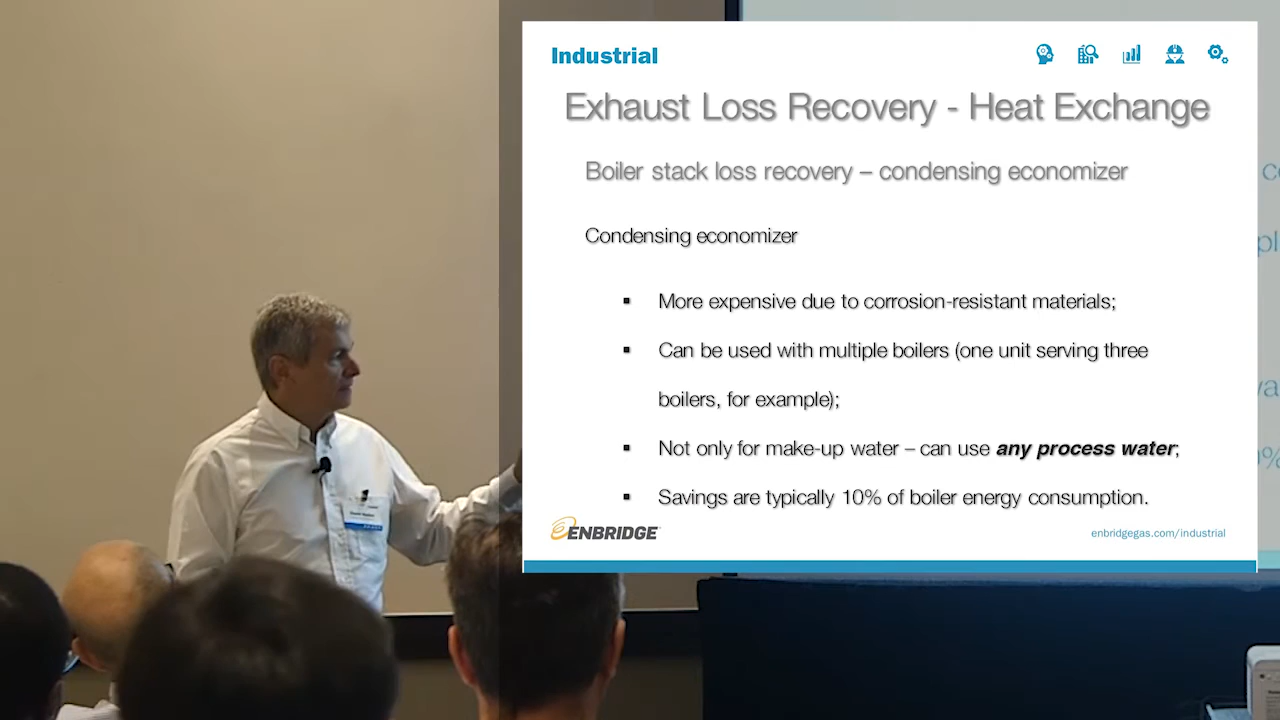 Industrial
Exhaust Loss Recovery - Heat Exchange
Boiler stack loss recovery – condensing economizer
Condensing economizer
▪ More expensive due to corrosion-resistant materials;
▪ Can be used with multiple boilers (one unit serving three
boilers, for example);
▪ Not only for make-up water – can use any process water;
▪ Savings are typically 10% of boiler energy consumption.
ENBRIDGE
enbridgegas.com/industrial